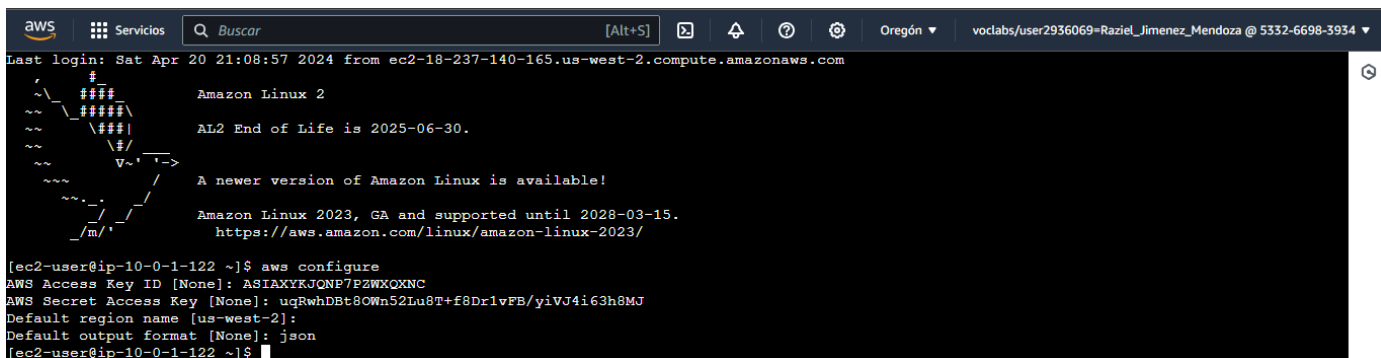 aws Servicios Buscar [Alt+S] Oregón voclabs/user2936069=Raziel_Jimenez_Mendoza @ 5332-6698-3934
Last login: Sat Apr 20 21:08:57 2024 from ec2-18-237-140-165.us-west-2.compute.amazonaws.com
   ,     #_
   ~\_  ####_        Amazon Linux 2
  ~~  \_#####\
  ~~     \###|       AL2 End of Life is 2025-06-30.
  ~~       \#/ ___
   ~~       V~' '->
    ~~~         /    A newer version of Amazon Linux is available!
      ~~._.   _/
         _/ _/       Amazon Linux 2023, GA and supported until 2028-03-15.
       _/m/'           https://aws.amazon.com/linux/amazon-linux-2023/
[ec2-user@ip-10-0-1-122 ~]$ aws configure
AWS Access Key ID [None]: ASIAXYKJQNP7PZWXQXNC
AWS Secret Access Key [None]: uqRwhDBt8OWn52Lu8T+f8Dr1vFB/yiVJ4i63h8MJ
Default region name [us-west-2]:
Default output format [None]: json
[ec2-user@ip-10-0-1-122 ~]$